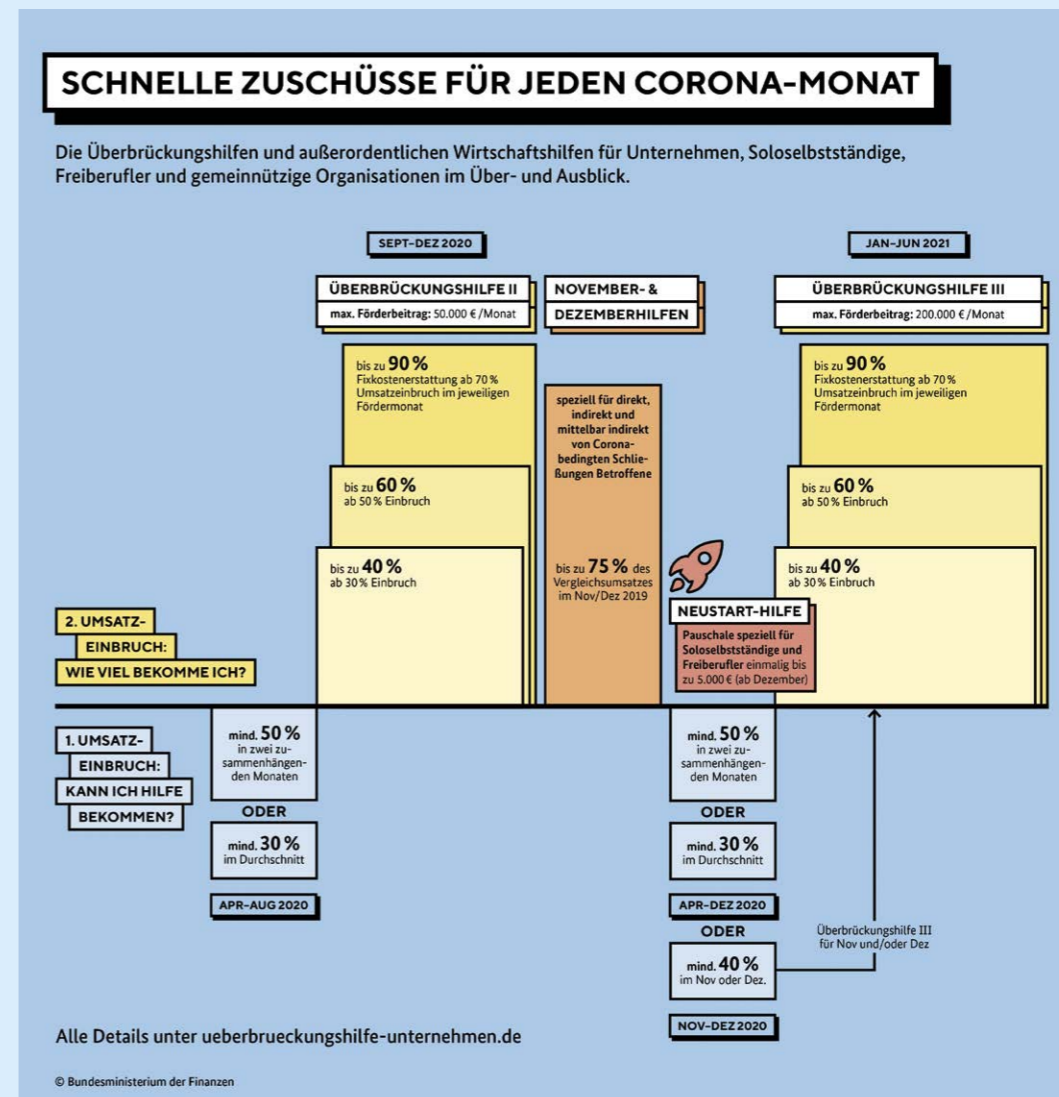 SCHNELLE ZUSCHÜSSE FÜR JEDEN CORONA-MONAT
Die Überbrückungshilfen und außerordentlichen Wirtschaftshilfen für Unternehmen, Soloselbstständige,
Freiberufler und gemeinnützige Organisationen im Über- und Ausblick.
SEPT–DEZ 2020
ÜBERBRÜCKUNGSHILFE II
max. Förderbeitrag: 50.000 €/Monat
bis zu 90 %
Fixkostenerstattung ab 70 %
Umsatzeinbruch im jeweiligen
Fördermonat
bis zu 60 %
ab 50 % Einbruch
bis zu 40 %
ab 30 % Einbruch
NOVEMBER- &
DEZEMBERHILFEN
speziell für direkt,
indirekt und
mittelbar indirekt
von Corona-
bedingten Schlie-
ßungen Betroffene
bis zu 75 % des
Vergleichsumsatzes
im Nov/Dez 2019
NEUSTART-HILFE
Pauschale speziell für
Soloselbstständige und
Freiberufler einmalig bis
zu 5.000 € (ab Dezember)
JAN–JUN 2021
ÜBERBRÜCKUNGSHILFE III
max. Förderbeitrag: 200.000 €/Monat
bis zu 90 %
Fixkostenerstattung ab 70 %
Umsatzeinbruch im jeweiligen
Fördermonat
bis zu 60 %
ab 50 % Einbruch
bis zu 40 %
ab 30 % Einbruch
2. UMSATZ-
EINBRUCH:
WIE VIEL BEKOMME ICH?
1. UMSATZ-
EINBRUCH:
KANN ICH HILFE
BEKOMMEN?
mind. 50 %
in zwei zu-
sammenhängen-
den Monaten
ODER
mind. 30 %
im Durchschnitt
APR–AUG 2020
mind. 50 %
in zwei zu-
sammenhängen-
den Monaten
ODER
mind. 30 %
im Durchschnitt
APR–DEZ 2020
ODER
mind. 40 %
im Nov oder Dez.
NOV–DEZ 2020
Überbrückungshilfe III
für Nov und/oder Dez
Alle Details unter ueberbrueckungshilfe-unternehmen.de
© Bundesministerium der Finanzen